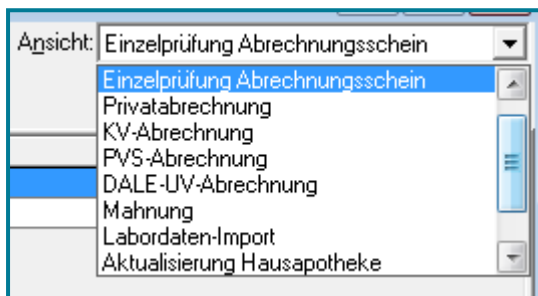 Ansicht: Einzelprüfung Abrechnungsschein
Einzelprüfung Abrechnungsschein
Privatabrechnung
KV-Abrechnung
PVS-Abrechnung
DALE-UV-Abrechnung
Mahnung
Labordaten-Import
Aktualisierung Hausapotheke